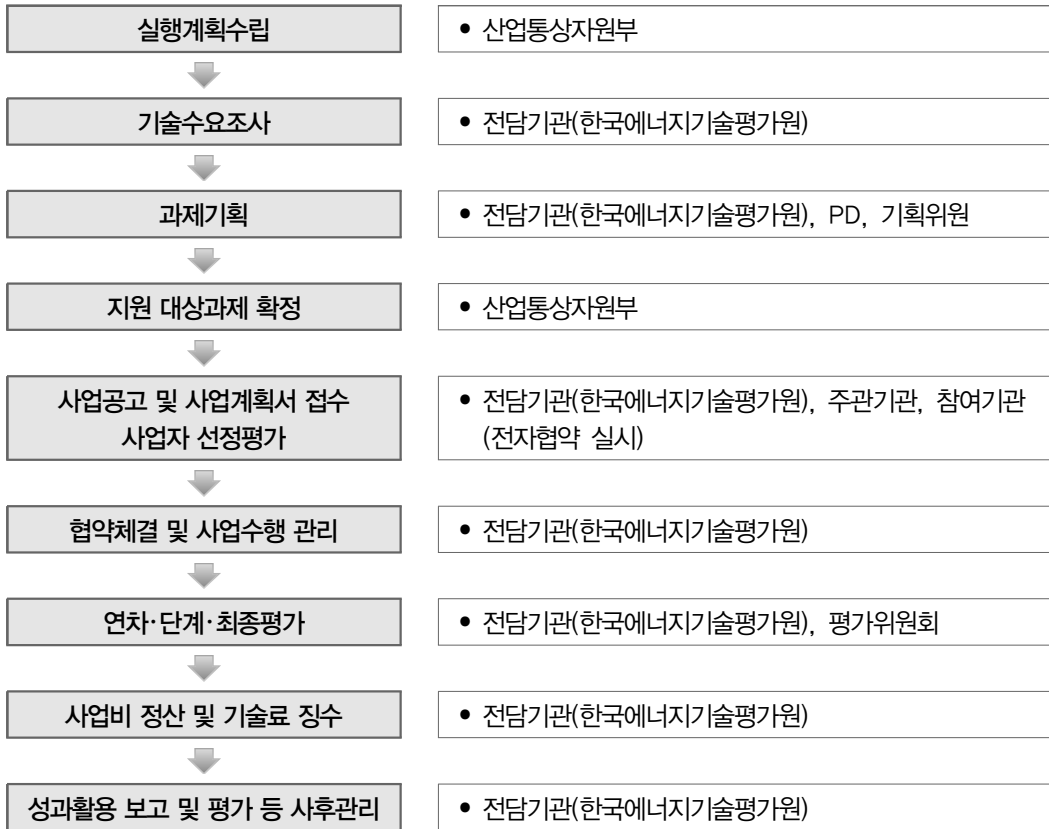 실행계획수립
• 산업통상자원부
기술수요조사
• 전담기관(한국에너지기술평가원)
과제기획
• 전담기관(한국에너지기술평가원), PD, 기획위원
지원 대상과제 확정
• 산업통상자원부
사업공고 및 사업계획서 접수
사업자 선정평가
• 전담기관(한국에너지기술평가원), 주관기관, 참여기관
(전자협약 실시)
협약체결 및 사업수행 관리
• 전담기관(한국에너지기술평가원)
연차·단계·최종평가
• 전담기관(한국에너지기술평가원), 평가위원회
사업비 정산 및 기술료 징수
• 전담기관(한국에너지기술평가원)
성과활용 보고 및 평가 등 사후관리
• 전담기관(한국에너지기술평가원)